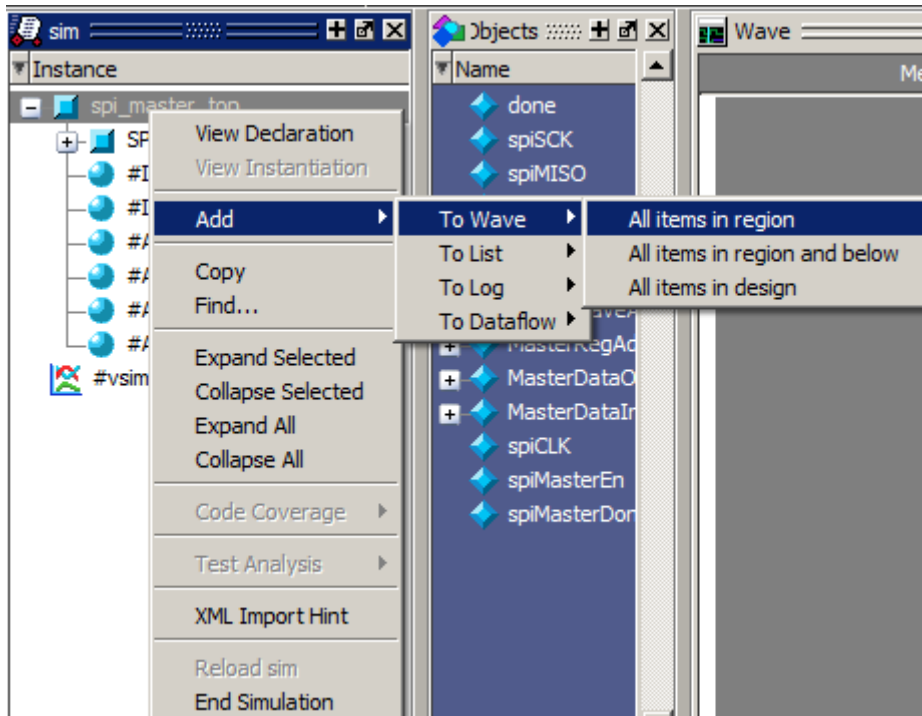 sim
Instance
spi_master_top
SP
#I
#I
#A
#A
#A
#A
#vsim
View Declaration
View Instantiation
Add
Copy
Find...
Expand Selected
Collapse Selected
Expand All
Collapse All
Code Coverage
Test Analysis
XML Import Hint
Reload sim
End Simulation
To Wave
To List
To Log
To Dataflow
All items in region
All items in region and below
All items in design
Objects
Name
done
spiSCK
spiMISO
MasterRegAd
MasterDataO
MasterDataIn
spiCLK
spiMasterEn
spiMasterDon
Wave
Me